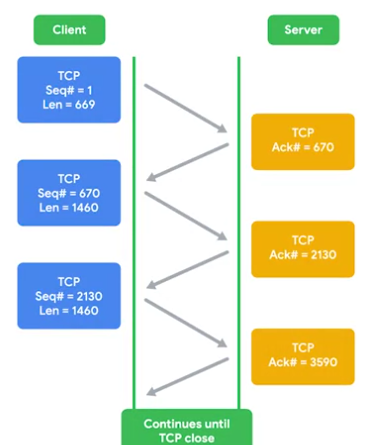 Client
Server
TCP
Seq# = 1
Len = 669
TCP
Ack# = 670
TCP
Seq# = 670
Len = 1460
TCP
Ack# = 2130
TCP
Seq# = 2130
Len = 1460
TCP
Ack# = 3590
Continues until
TCP close